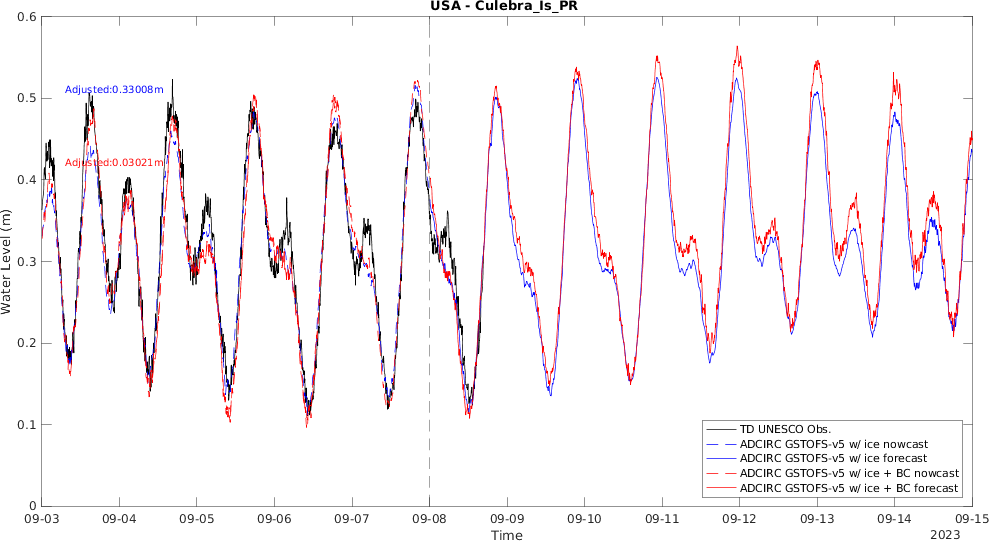 USA - Culebra_Is_PR
0.6
0.5
0.4
0.3
0.2
0.1
0
Water Level (m)
Adjusted:0.33008m
Adjusted:0.03021m
TD UNESCO Obs.
ADCIRC GSTOFS-v5 w/ ice nowcast
ADCIRC GSTOFS-v5 w/ ice forecast
ADCIRC GSTOFS-v5 w/ ice + BC nowcast
ADCIRC GSTOFS-v5 w/ ice + BC forecast
09-03 09-04 09-05 09-06 09-07 09-08 09-09 09-10 09-11 09-12 09-13 09-14 09-15
Time
2023